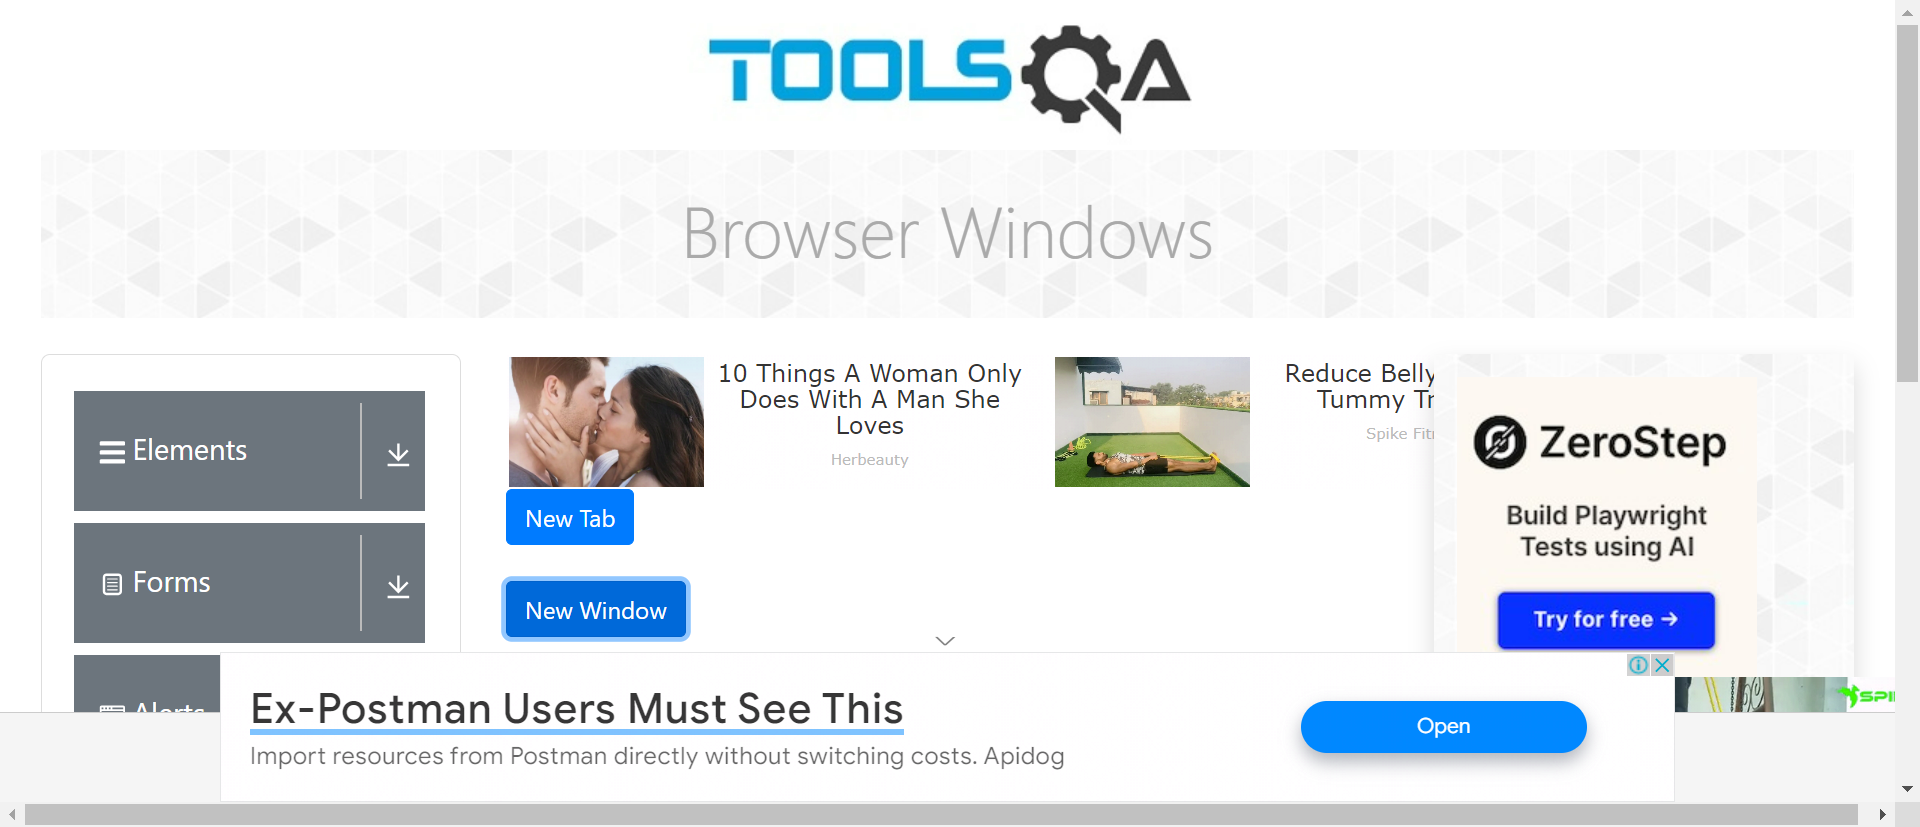 TOOLSQA
Browser Windows
Elements
Forms
10 Things A Woman Only
Does With A Man She
Loves
Herbeauty
Reduce Belly
Tummy
Spike
New Tab
New Window
ZeroStep
Build Playwright
Tests using AI
Try for free →
Alerts
Ex-Postman Users Must See This
Import resources from Postman directly without switching costs. Apidog
Open